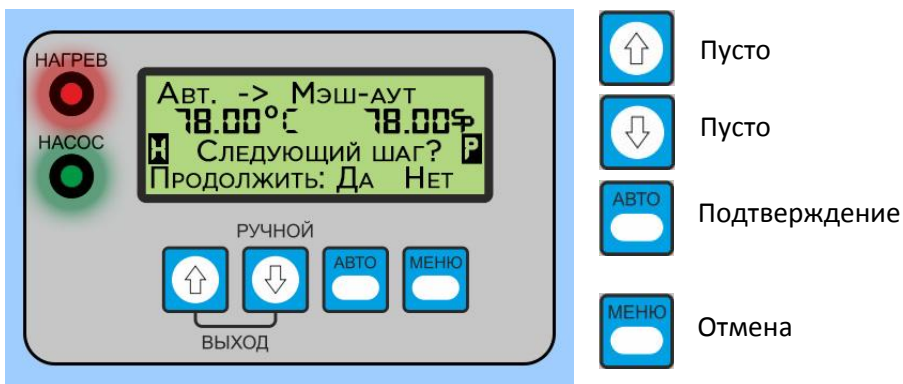 НАГРЕВ
НАСОС
Авт. -> Мэш-аут
78.00°C 78.00Sp
H Следующий шаг? P
Продолжить: Да Нет
РУЧНОЙ
АВТО МЕНЮ
ВЫХОД
Пусто
Пусто
АВТО Подтверждение
МЕНЮ Отмена